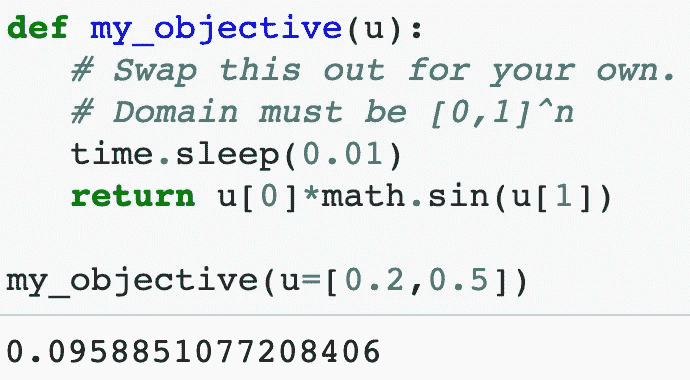 def my_objective(u):
    # Swap this out for your own.
    # Domain must be [0,1]^n
    time.sleep(0.01)
    return u[0]*math.sin(u[1])

my_objective(u=[0.2,0.5])
0.0958851077208406